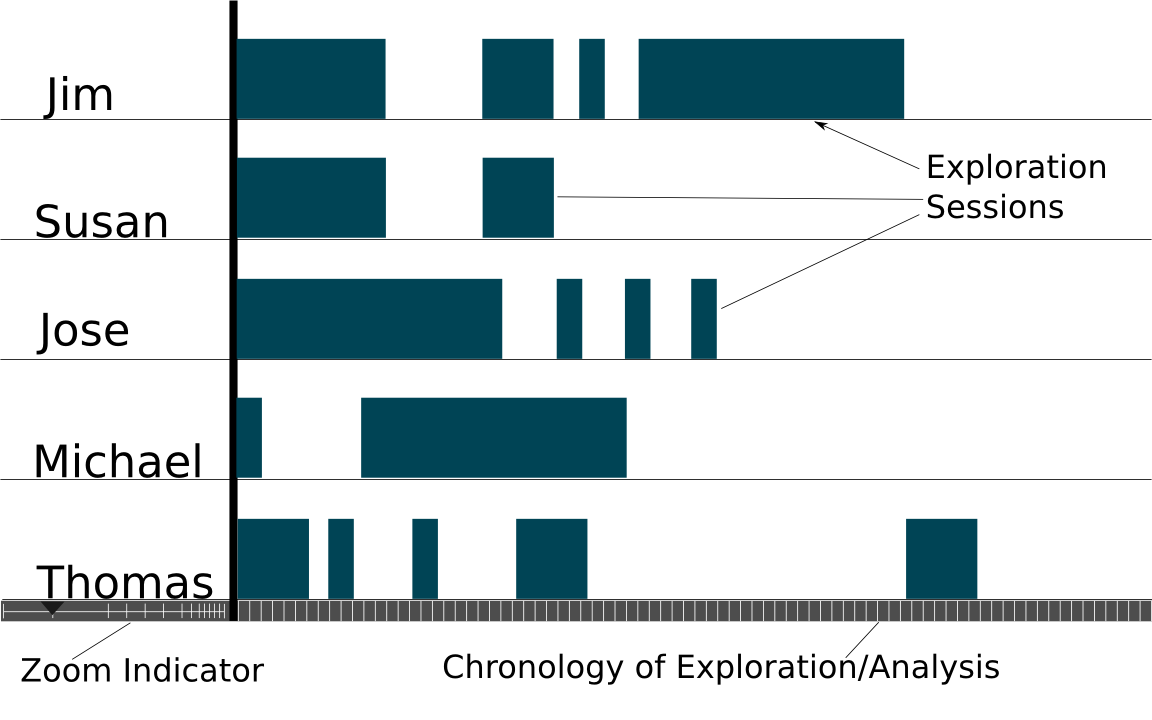 Jim
Exploration
Sessions
Susan
Jose
Michael
Thomas
Zoom Indicator
Chronology of Exploration/Analysis